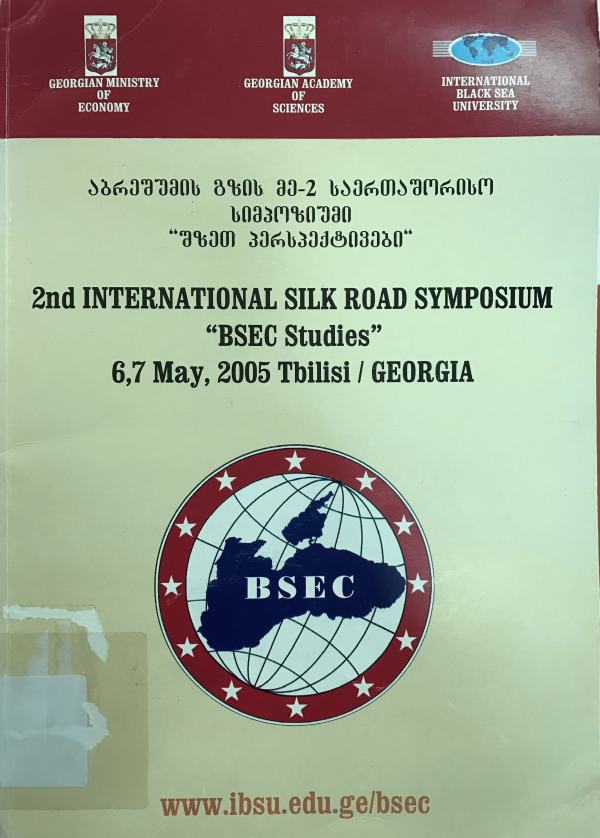 GEORGIAN MINISTRY
OF
ECONOMY
GEORGIAN ACADEMY
OF
SCIENCES
INTERNATIONAL
BLACK SEA
UNIVERSITY
აბრეშუმის გზის მე-2 საერთაშორისო
სიმპოზიუმი
“შზეთ პერსპექტივები“
2nd INTERNATIONAL SILK ROAD SYMPOSIUM
“BSEC Studies”
6,7 May, 2005 Tbilisi / GEORGIA
BSEC
www.ibsu.edu.ge/bsec